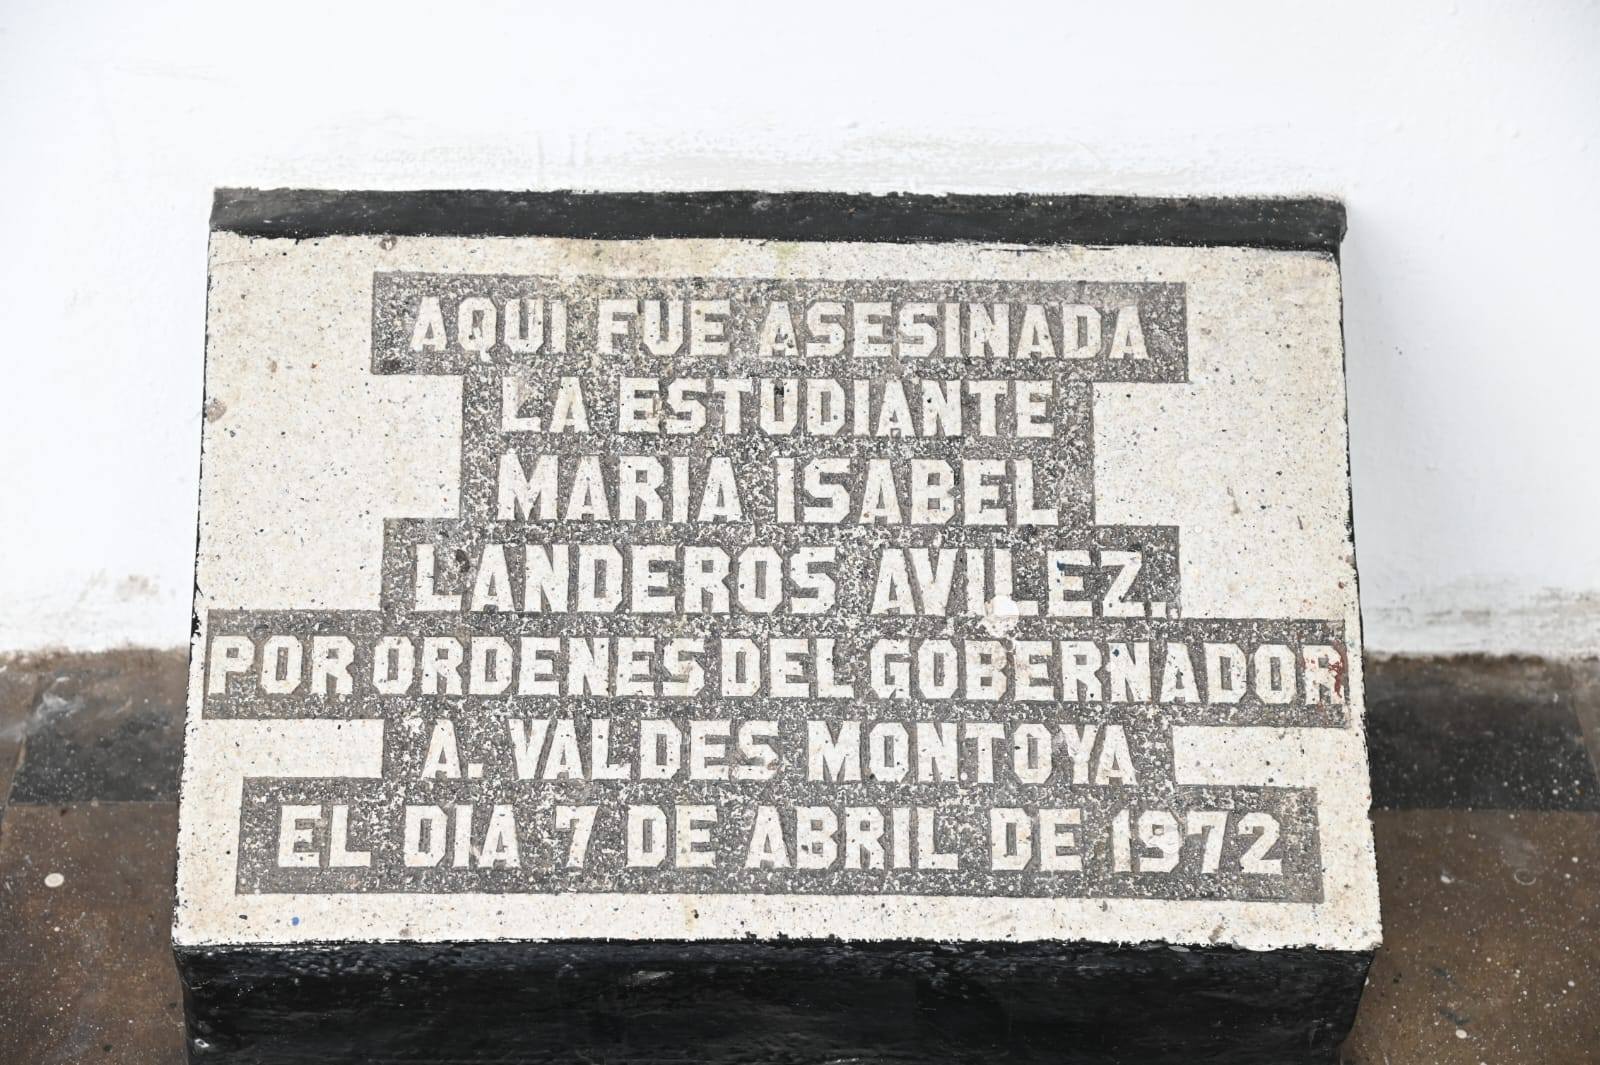 AQUI FUE ASESINADA
LA ESTUDIANTE
MARIA ISABEL
LANDEROS AVILEZ.
POR ORDENES DEL GOBERNADOR
A. VALDES MONTOYA
EL DIA 7 DE ABRIL DE 1972